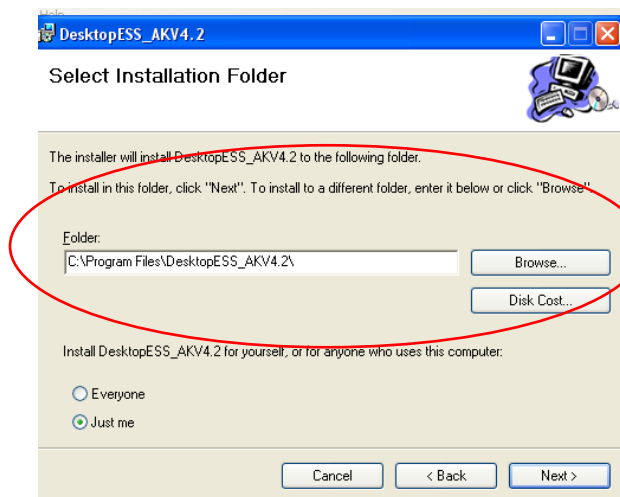 Help
DesktopESS_AKV4.2
Select Installation Folder
The installer will install DesktopESS_AKV4.2 to the following folder.
To install in this folder, click "Next". To install to a different folder, enter it below or click "Browse".
Folder:
C:\Program Files\DesktopESS_AKV4.2\
Browse...
Disk Cost...
Install DesktopESS_AKV4.2 for yourself, or for anyone who uses this computer:
Everyone
Just me
Cancel
< Back
Next >